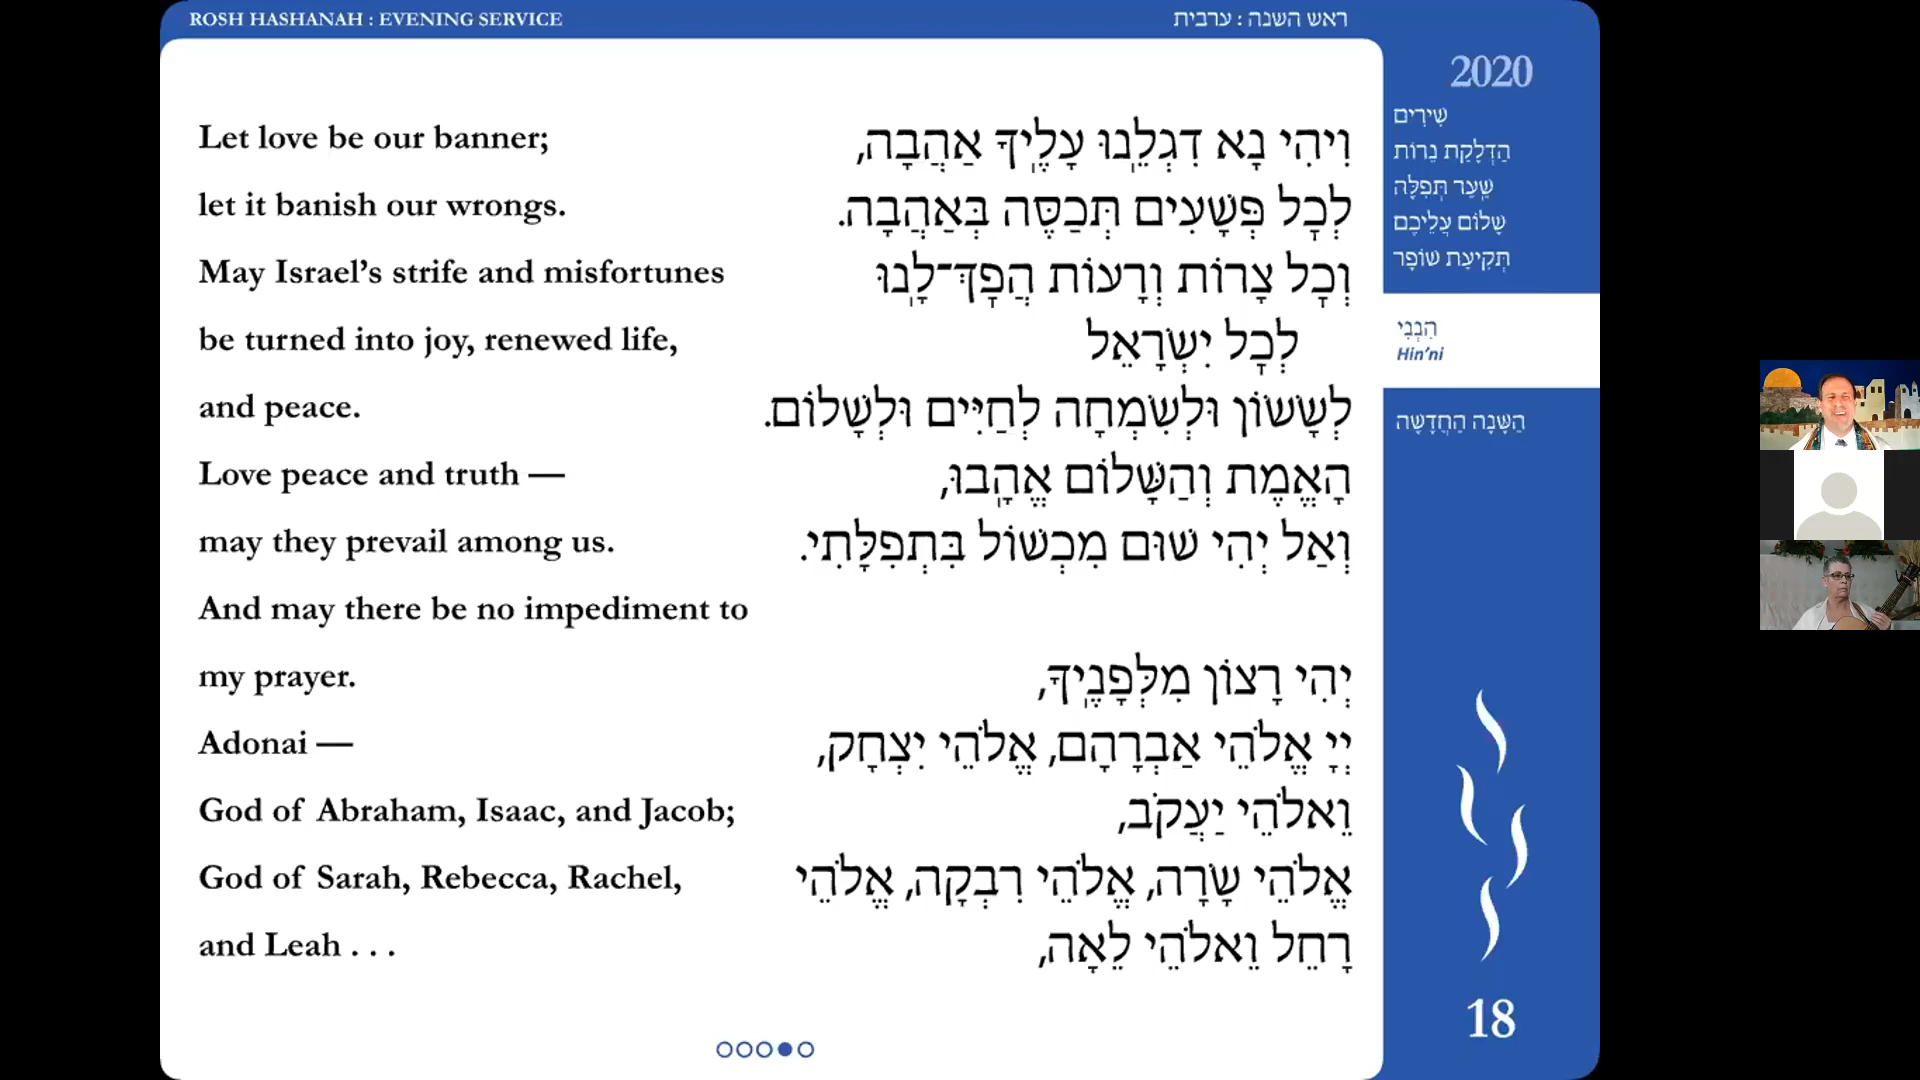 ROSH HASHANAH : EVENING SERVICE
ראש השנה : ערבית
Let love be our banner;
let it banish our wrongs.
May Israel’s strife and misfortunes
be turned into joy, renewed life,
and peace.
Love peace and truth —
may they prevail among us.
And may there be no impediment to
my prayer.
Adonai —
God of Abraham, Isaac, and Jacob;
God of Sarah, Rebecca, Rachel,
and Leah . . .
וִיהִי נָא דִגְלֵֽנוּ עָלֶֽיךָ אַהֲבָה,
לְכׇל פְּשָׁעִים תְּכַסֶּה בְּאַהֲבָה.
וְכׇל צָרוֹת וְרָעוֹת הֲפׇךְ־לָֽנוּ
לְכׇל יִשְׂרָאֵל
לְשָׂשׂוֹן וּלְשִׂמְחָה לְחַיִּים וּלְשָׁלוֹם.
הָאֱמֶת וְהַשָּׁלוֹם אֱהָֽבוּ,
וְאַל יְהִי שׁוּם מִכְשׁוֹל בִּתְפִלָּתִי.
יְהִי רָצוֹן מִלְּפָנֶֽיךָ,
יְיָ אֱלֹהֵי אַבְרָהָם, אֱלֹהֵי יִצְחָק,
וֵאלֹהֵי יַעֲקֹב,
אֱלֹהֵי שָׂרָה, אֱלֹהֵי רִבְקָה, אֱלֹהֵי
רָחֵל וֵאלֹהֵי לֵאָה,
2020
שִׁירִים
הַדְלָקַת נֵרוֹת
שַֽׁעַר תְּפִלָּה
שָׁלוֹם עֲלֵיכֶם
תְּקִיעַת שׁוֹפָר
הִנְנִי
Hin’ni
הַשָּׁנָה הַחֲדָשָׁה
18